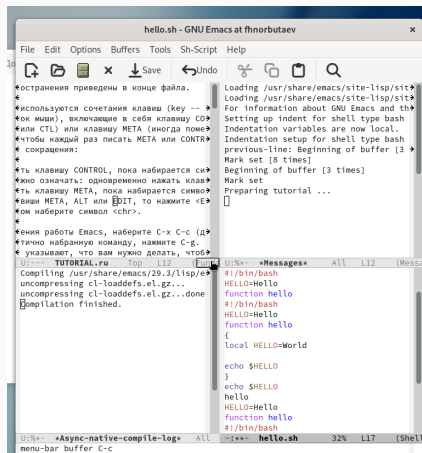 hello.sh - GNU Emacs at fhnorbutaev
File Edit Options Buffers Tools Sh-Script Help
Save Undo
остранения приведены в конце файла.
используются сочетания клавиш (key --
ок мыши), включающие в себя клавишу CO
или CTL) или клавишу META (иногда поме
чтобы каждый раз писать META или CONTR
сокращения:
ть клавишу CONTROL, пока набирается си
жно означать: одновременно нажать клав
ть клавишу META, пока набирается симво
виши META, ALT или EDIT, то нажмите <E
ом наберите символ <chr>.
ения работы Emacs, наберите C-x C-c (д
тично набранную команду, нажмите C-g.
указывают, что вам нужно делать, чтоб
U:--- TUTORIAL.ru Top L12 (Fun
Loading /usr/share/emacs/site-lisp/sit
Loading /usr/share/emacs/site-lisp/sit
For information about GNU Emacs and th
Setting up indent for shell type bash
Indentation variables are now local.
Indentation setup for shell type bash
previous-line: Beginning of buffer [3
Mark set [8 times]
Beginning of buffer [3 times]
Mark set
Preparing tutorial ...
U:%*- *Messages* All L12 (Messa
Compiling /usr/share/emacs/29.3/lisp/e
uncompressing cl-loaddefs.el.gz...
uncompressing cl-loaddefs.el.gz...done
Compilation finished.
U:%*- *Async-native-compile-log* All
#!/bin/bash
HELLO=Hello
function hello
#!/bin/bash
HELLO=Hello
function hello
{
local HELLO=World
echo $HELLO
}
echo $HELLO
hello
HELLO=Hello
function hello
#!/bin/bash
-:**- hello.sh 32% L17 (Shell
menu-bar buffer C-c